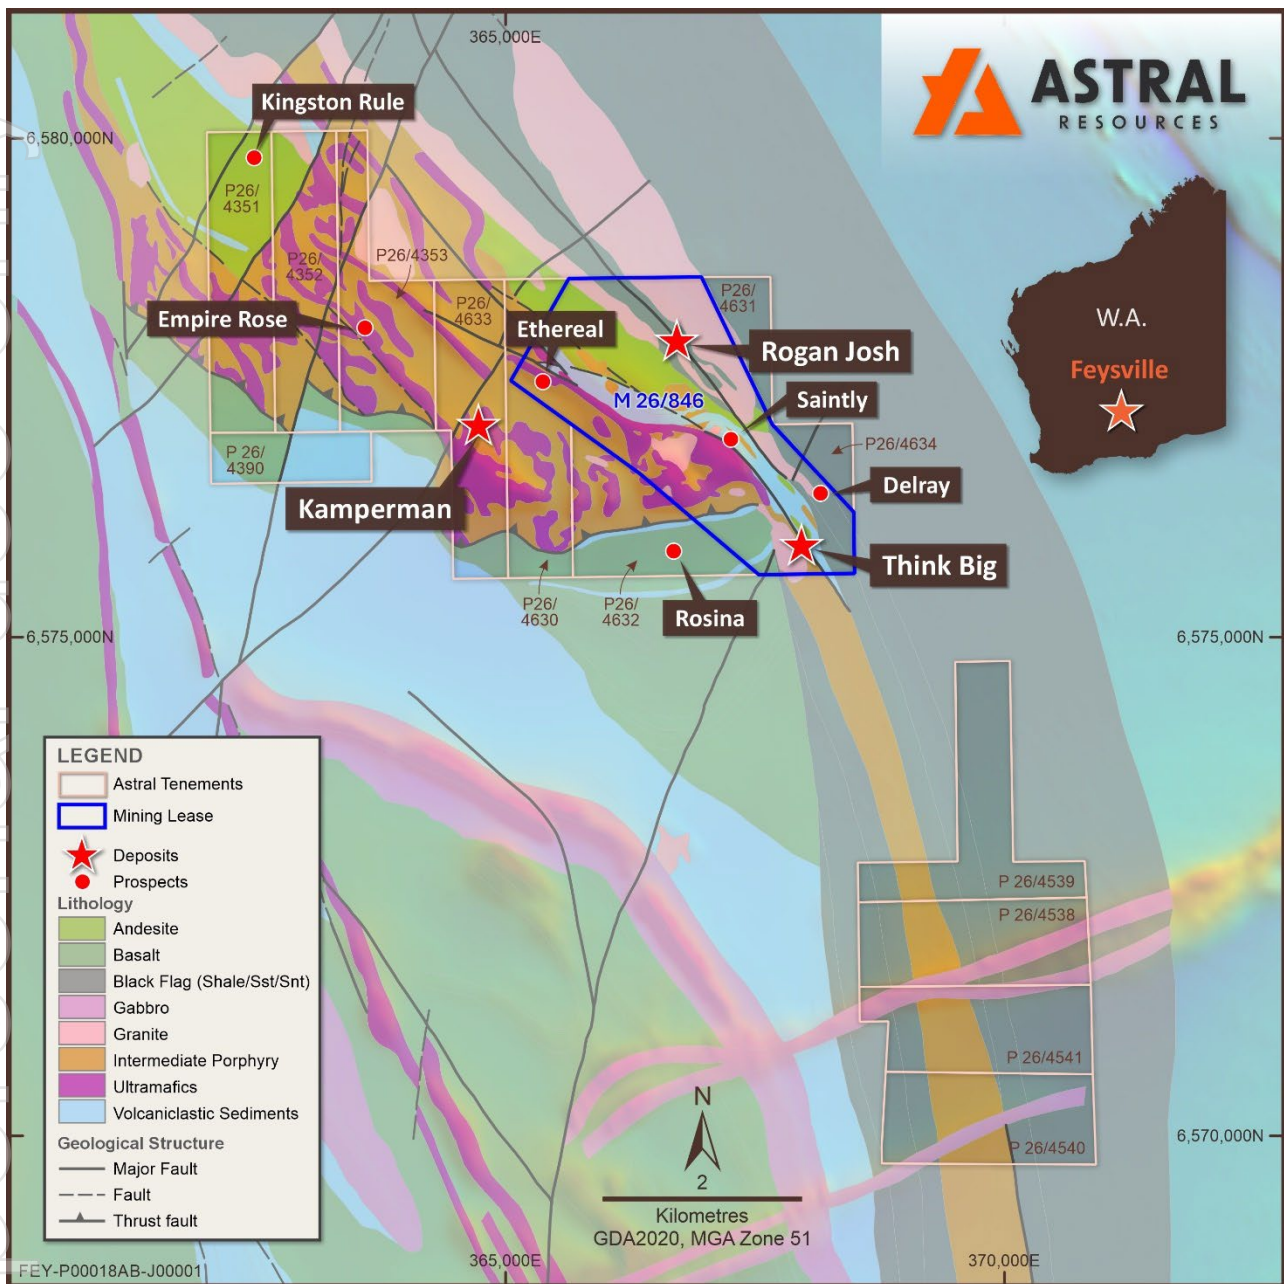 365,000E
ASTRAL
RESOURCES
Kingston Rule
6,580,000N
P26/
4351
P26/
4352
P26/4353
P26/
4633
P26/
4631
W.A.
Feysville
Empire Rose
Ethereal
Rogan Josh
M 26/846
Saintly
P26/4634
P 26/
4390
Kamperman
Delray
Think Big
P26/
4630
P26/
4632
Rosina
6,575,000N
6,575,000N
LEGEND
Astral Tenements
Mining Lease
Deposits
Prospects
Lithology
Andesite
Basalt
Black Flag (Shale/Sst/Snt)
Gabbro
Granite
Intermediate Porphyry
Ultramafics
Volcaniclastic Sediments
Geological Structure
Major Fault
Fault
Thrust fault
P 26/4539
P 26/4538
P 26/4541
P 26/4540
6,570,000N
N
2
Kilometres
GDA2020, MGA Zone 51
365,000E
370,000E
FEY-P00018AB-J00001